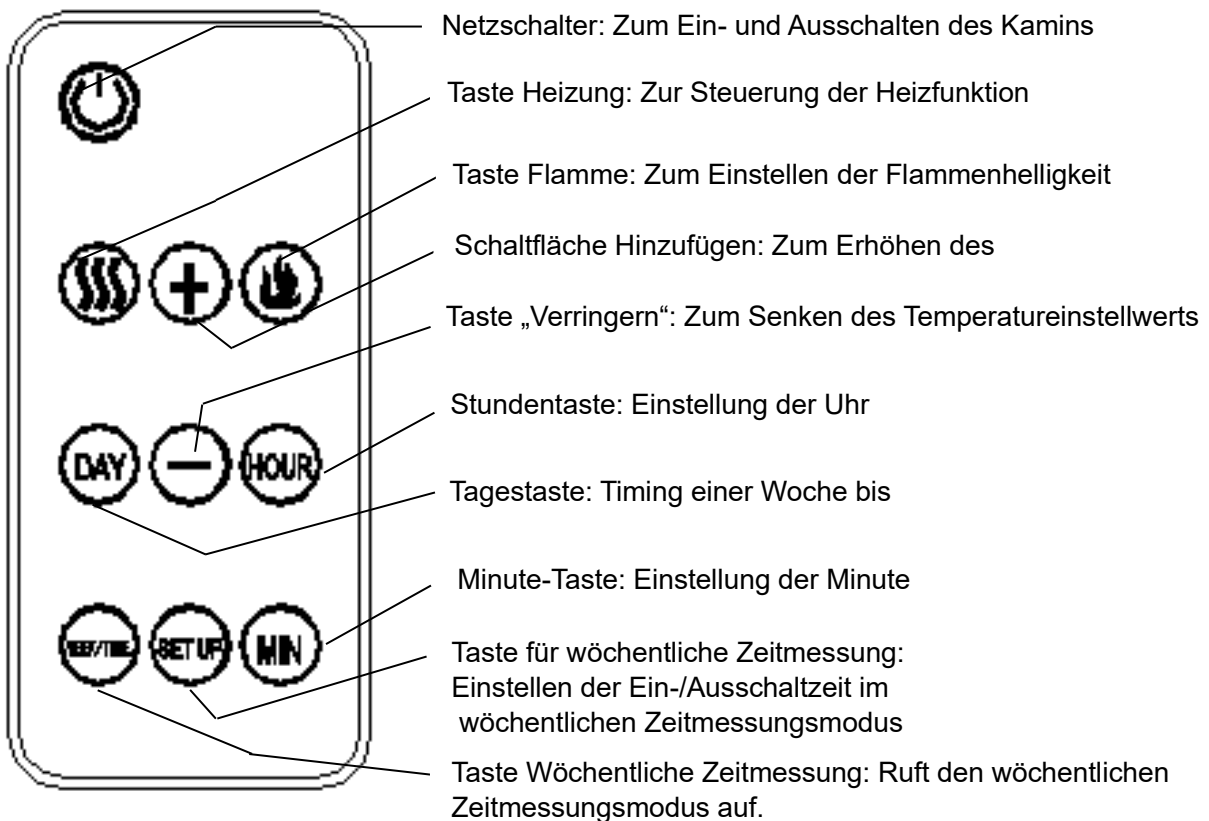 Netzschalter: Zum Ein- und Ausschalten des Kamins
Taste Heizung: Zur Steuerung der Heizfunktion
Taste Flamme: Zum Einstellen der Flammenhelligkeit
Schaltfläche Hinzufügen: Zum Erhöhen des
Taste „Verringern“: Zum Senken des Temperatureinstellwerts
Stundentaste: Einstellung der Uhr
DAY
HOUR
Tagestaste: Timing einer Woche bis
Minute-Taste: Einstellung der Minute
SET UP
MIN
Taste für wöchentliche Zeitmessung:
Einstellen der Ein-/Ausschaltzeit im
wöchentlichen Zeitmessungsmodus
Taste Wöchentliche Zeitmessung: Ruft den wöchentlichen
Zeitmessungsmodus auf.